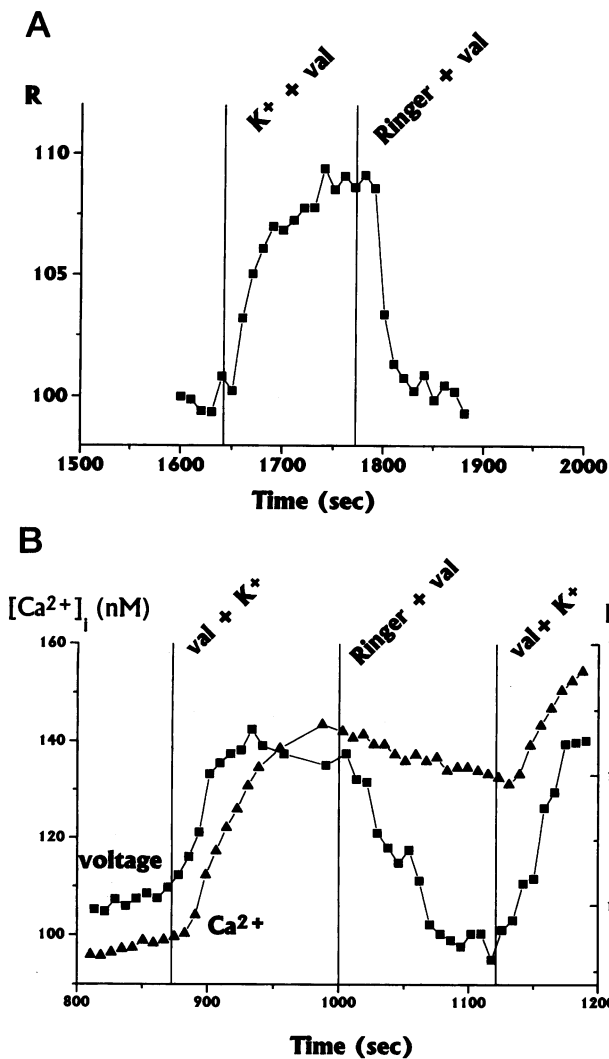 A
R
K⁺ + val
Ringer + val
110
105
100
1500
1600
1700
1800
1900
2000
Time (sec)
B
[Ca²⁺]ᵢ (nM)
val + K⁺
Ringer + val
val + K⁺
160
140
120
100
voltage
Ca²⁺
800
900
1000
1100
1200
Time (sec)